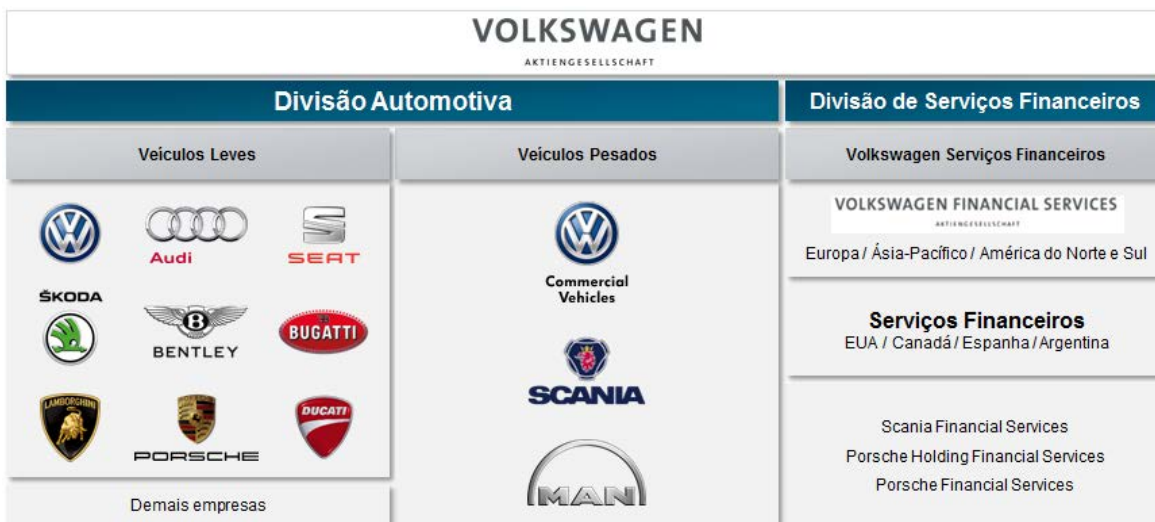 VOLKSWAGEN
AKTIENGESELLSCHAFT
Divisão Automotiva
Divisão de Serviços Financeiros
Veículos Leves
Veículos Pesados
Volkswagen Serviços Financeiros
Audi
SEAT
ŠKODA
BENTLEY
BUGATTI
LAMBORGHINI
PORSCHE
DUCATI
Demais empresas
Commercial
Vehicles
SCANIA
MAN
VOLKSWAGEN FINANCIAL SERVICES
AKTIENGESELLSCHAFT
Europa / Ásia-Pacífico / América do Norte e Sul
Serviços Financeiros
EUA / Canadá / Espanha / Argentina
Scania Financial Services
Porsche Holding Financial Services
Porsche Financial Services